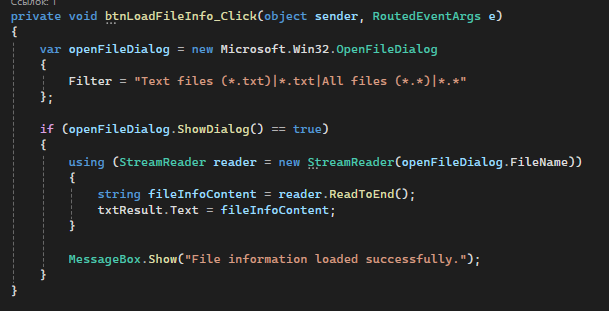 Ссылок: 1
private void btnLoadFileInfo_Click(object sender, RoutedEventArgs e)
{
var openFileDialog = new Microsoft.Win32.OpenFileDialog
{
Filter = "Text files (*.txt)|*.txt|All files (*.*)|*.*"
};
if (openFileDialog.ShowDialog() == true)
{
using (StreamReader reader = new StreamReader(openFileDialog.FileName))
{
string fileInfoContent = reader.ReadToEnd();
txtResult.Text = fileInfoContent;
}
MessageBox.Show("File information loaded successfully.");
}
}